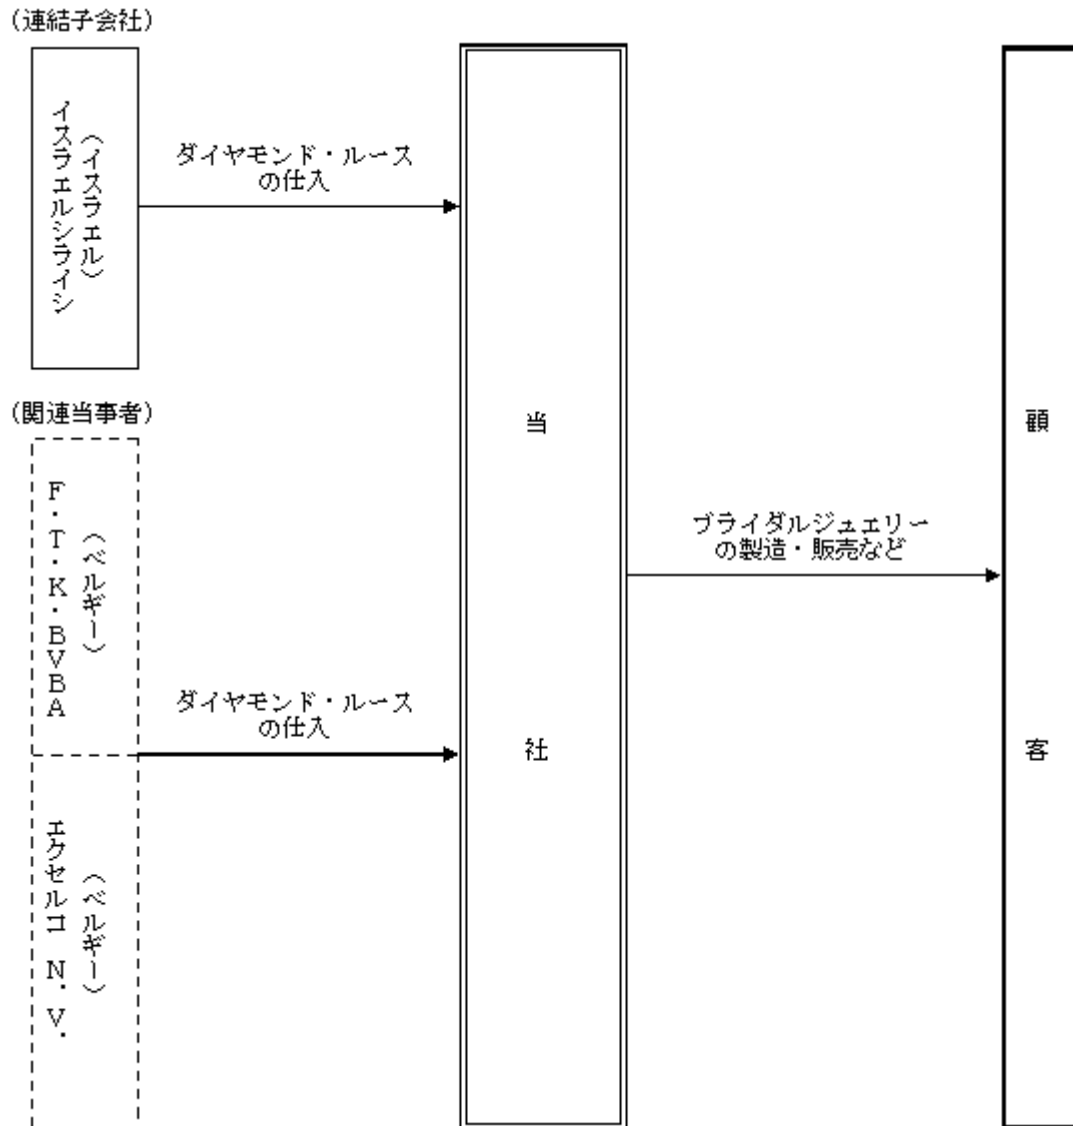 (連結子会社)
イスラエルシライシ
(イスラエル)
ダイヤモンド・ルース
の仕入
(関連当事者)
F・T・K・BVBA
(ベルギー)
ダイヤモンド・ルース
の仕入
エクセルコ N.V.
(ベルギー)
当社
ブライダルジュエリー
の製造・販売など
顧客